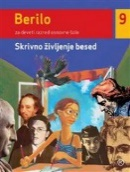 Berilo
9
za deveti razred osnovne šole
Skrivno življenje besed